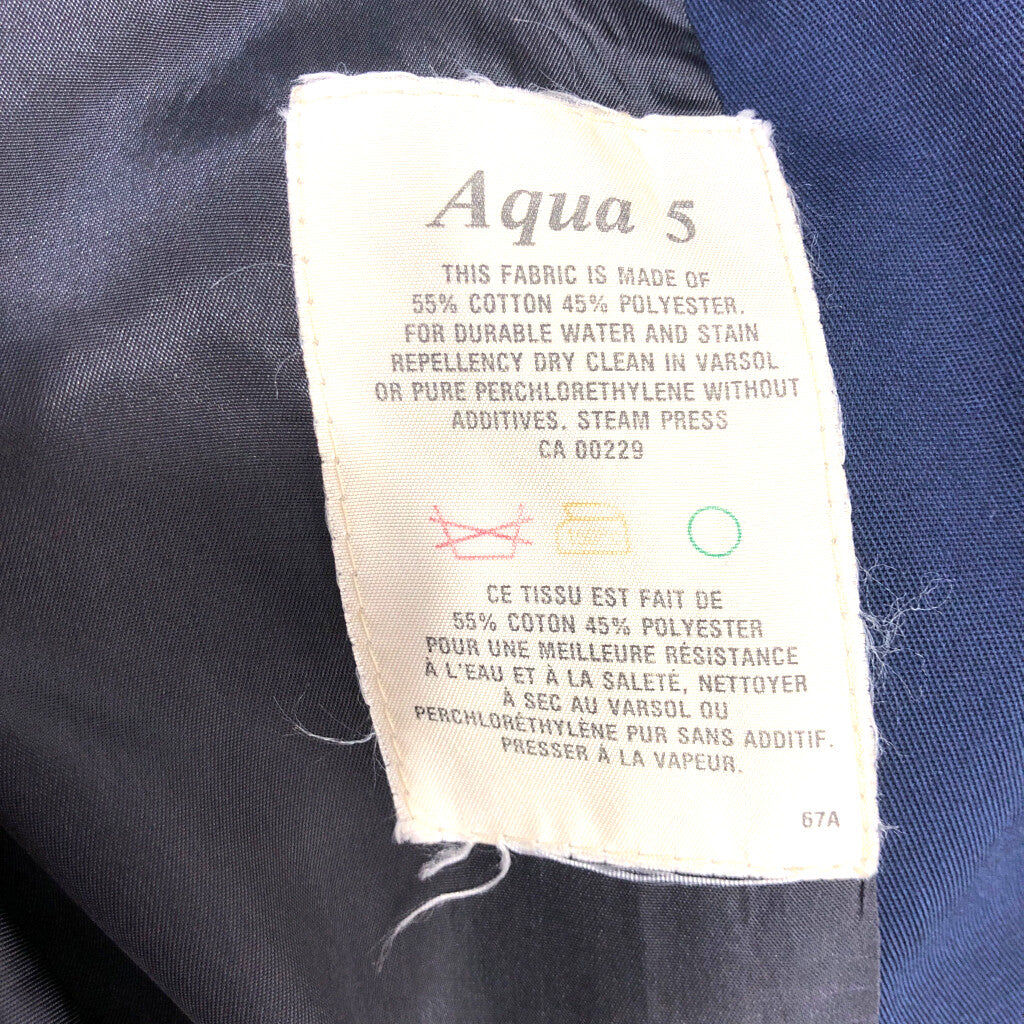 Aqua 5
THIS FABRIC IS MADE OF
55% COTTON 45% POLYESTER.
FOR DURABLE WATER AND STAIN
REPELLENCY DRY CLEAN IN VARSOL
OR PURE PERCHLORETHYLENE WITHOUT
ADDITIVES. STEAM PRESS
CA 00229
CE TISSU EST FAIT DE
55% COTON 45% POLYESTER
POUR UNE MEILLEURE RÉSISTANCE
À L'EAU ET À LA SALETÉ, NETTOYER
À SEC AU VARSOL OU
PERCHLORÉTHYLÈNE PUR SANS ADDITIF.
PRESSER À LA VAPEUR.
67A